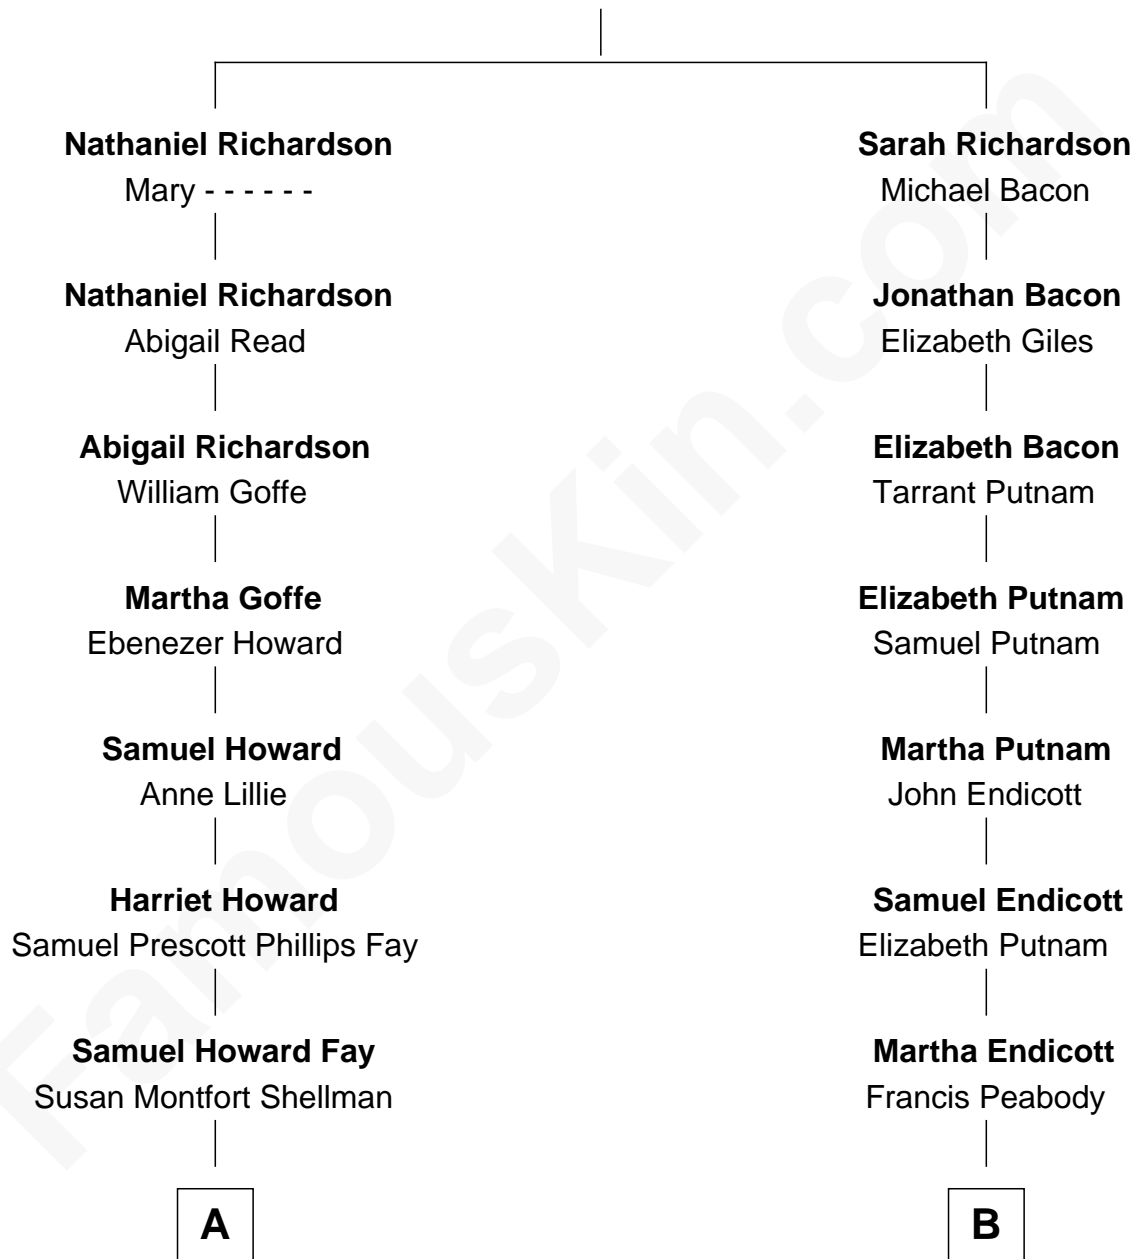 Nathaniel Richardson
Mary - - - - - -
Nathaniel Richardson
Abigail Read
Abigail Richardson
William Goffe
Martha Goffe
Ebenezer Howard
Samuel Howard
Anne Lillie
Harriet Howard
Samuel Prescott Phillips Fay
Samuel Howard Fay
Susan Montfort Shellman
A
Sarah Richardson
Michael Bacon
Jonathan Bacon
Elizabeth Giles
Elizabeth Bacon
Tarrant Putnam
Elizabeth Putnam
Samuel Putnam
Martha Putnam
John Endicott
Samuel Endicott
Elizabeth Putnam
Martha Endicott
Francis Peabody
B
FamousKin.com